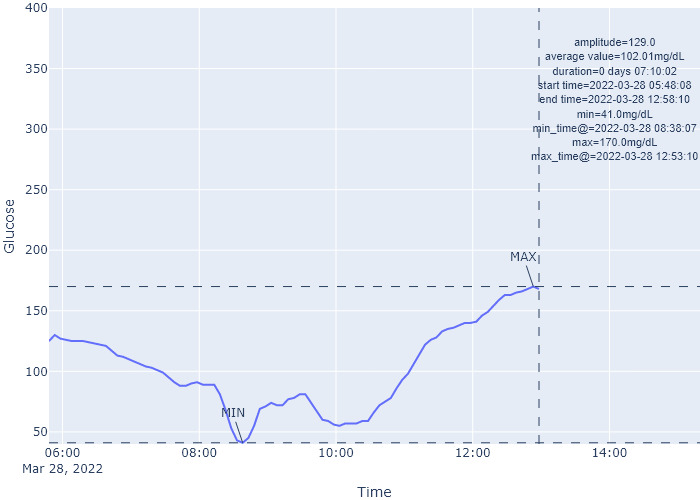 400
amplitude=129.0
average value=102.01mg/dL
350
duration=0 days 07:10:02
start time=2022-03-28 05:48:08
end time=2022-03-28 12:58:10
min=41.0mg/dL
300
min_time@=2022-03-28 08:38:07
max=170.0mg/dL
max_time@=2022-03-28 12:53:10
250
Glucose
200
MAX
150
100
MIN
50
06:00
08:00
10:00
12:00
14:00
Mar 28, 2022
Time